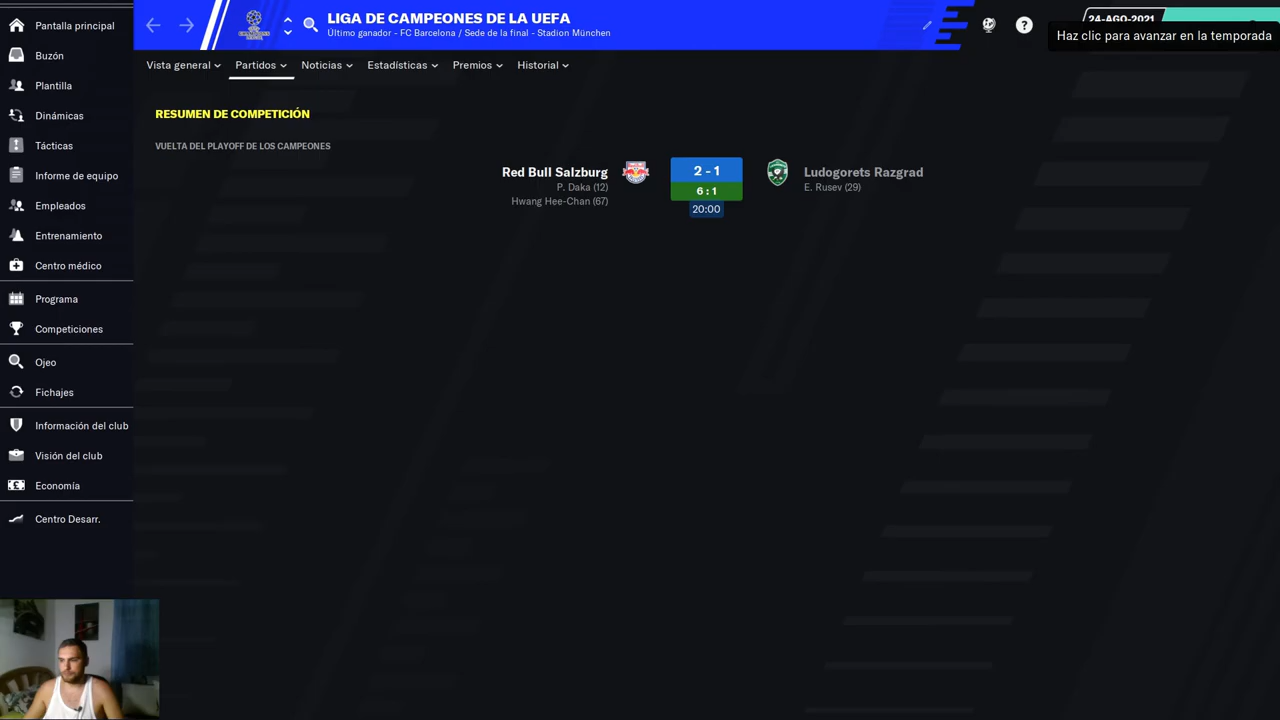 Pantalla principal
Buzón
Plantilla
Dinámicas
Tácticas
Informe de equipo
Empleados
Entrenamiento
Centro médico
Programa
Competiciones
Ojeo
Fichajes
Información del club
Visión del club
Economía
Centro Desarr.
LIGA DE CAMPEONES DE LA UEFA
Último ganador - FC Barcelona / Sede de la final - Stadion München
24-AGO-2021
Haz clic para avanzar en la temporada
Vista general Partidos Noticias Estadísticas Premios Historial
RESUMEN DE COMPETICIÓN
VUELTA DEL PLAYOFF DE LOS CAMPEONES
Red Bull Salzburg 2 - 1 Ludogorets Razgrad
P. Daka (12) 6 : 1 E. Rusev (29)
Hwang Hee-Chan (67) 20:00